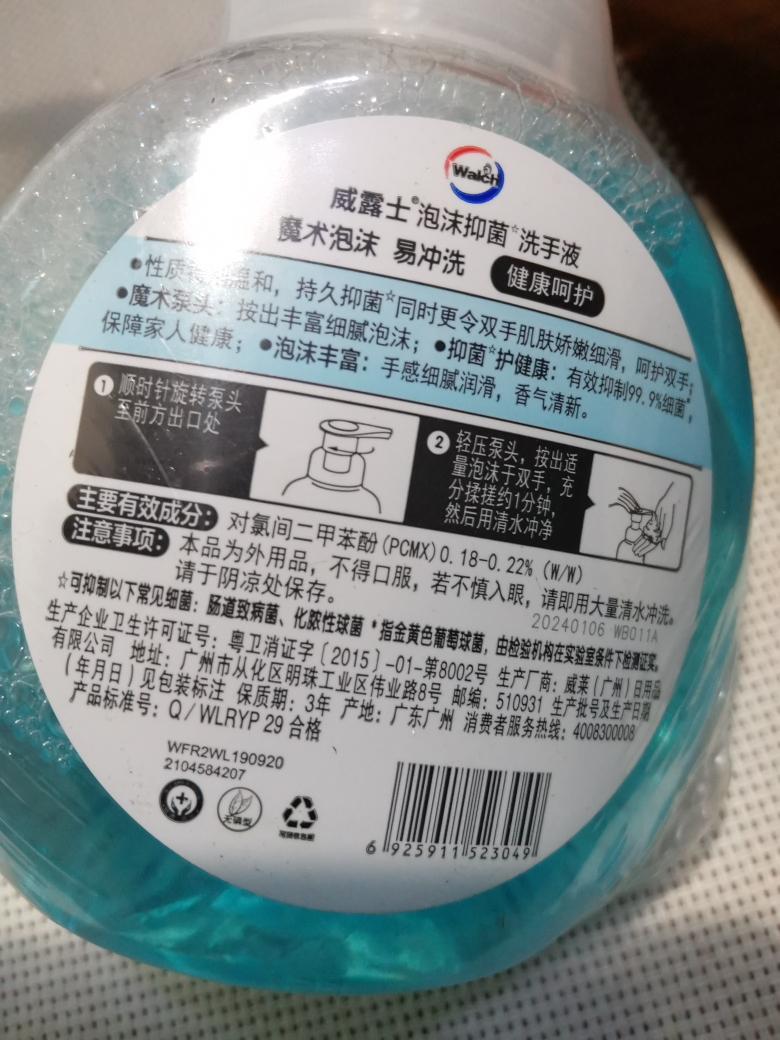 Walch
威露士®泡沫抑菌☆洗手液
魔术泡沫 易冲洗 健康呵护
●性质 温和，持久抑菌☆同时更令双手肌肤娇嫩细滑，呵护双手；
●魔术泵头：按出丰富细腻泡沫；●抑菌☆护健康：有效抑制99.9%细菌*，
保障家人健康；●泡沫丰富：手感细腻润滑，香气清新。
1 顺时针旋转泵头
至前方出口处
2 轻压泵头，按出适
量泡沫于双手，充
分揉搓约1分钟，
然后用清水冲净
主要有效成分：对氯间二甲苯酚(PCMX)0.18-0.22% (W/W)
注意事项：本品为外用品，不得口服，若不慎入眼，请即用大量清水冲洗。
请于阴凉处保存。
20240106 WB011A
☆可抑制以下常见细菌：肠道致病菌、化脓性球菌 *指金黄色葡萄球菌，由检验机构在实验室条件下检测证实。
生产企业卫生许可证号：粤卫消证字〔2015〕-01-第8002号 生产厂商：威莱(广州)日用品
有限公司 地址：广州市从化区明珠工业区伟业路8号 邮编：510931 生产批号及生产日期
(年月日)见包装标注 保质期：3年 产地：广东广州 消费者服务热线：4008300008
产品标准号：Q/WLRYP 29 合格
WFR2WL190920
2104584207
无磷型
6 925911 523049